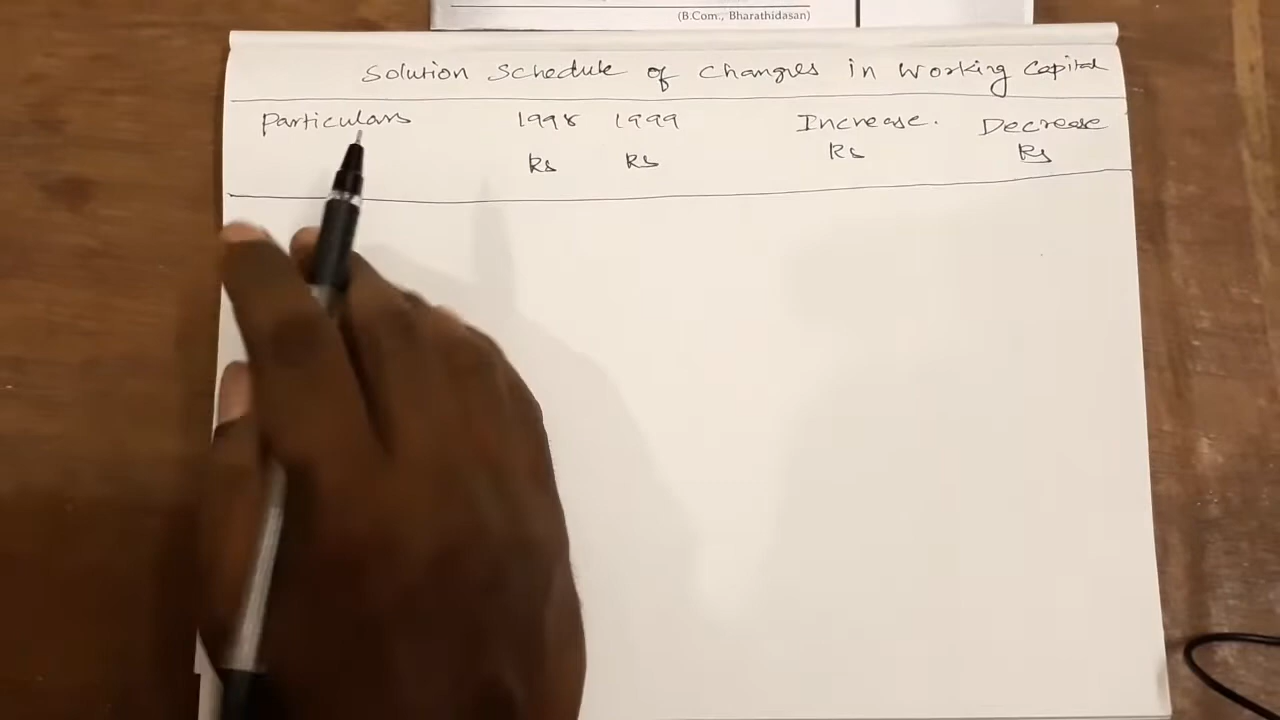 (B.Com., Bharathidasan)
Solution Schedule of Changes in Working Capital
Particulars 1998 1999 Increase. Decrease
Rs Rs Rs Rs